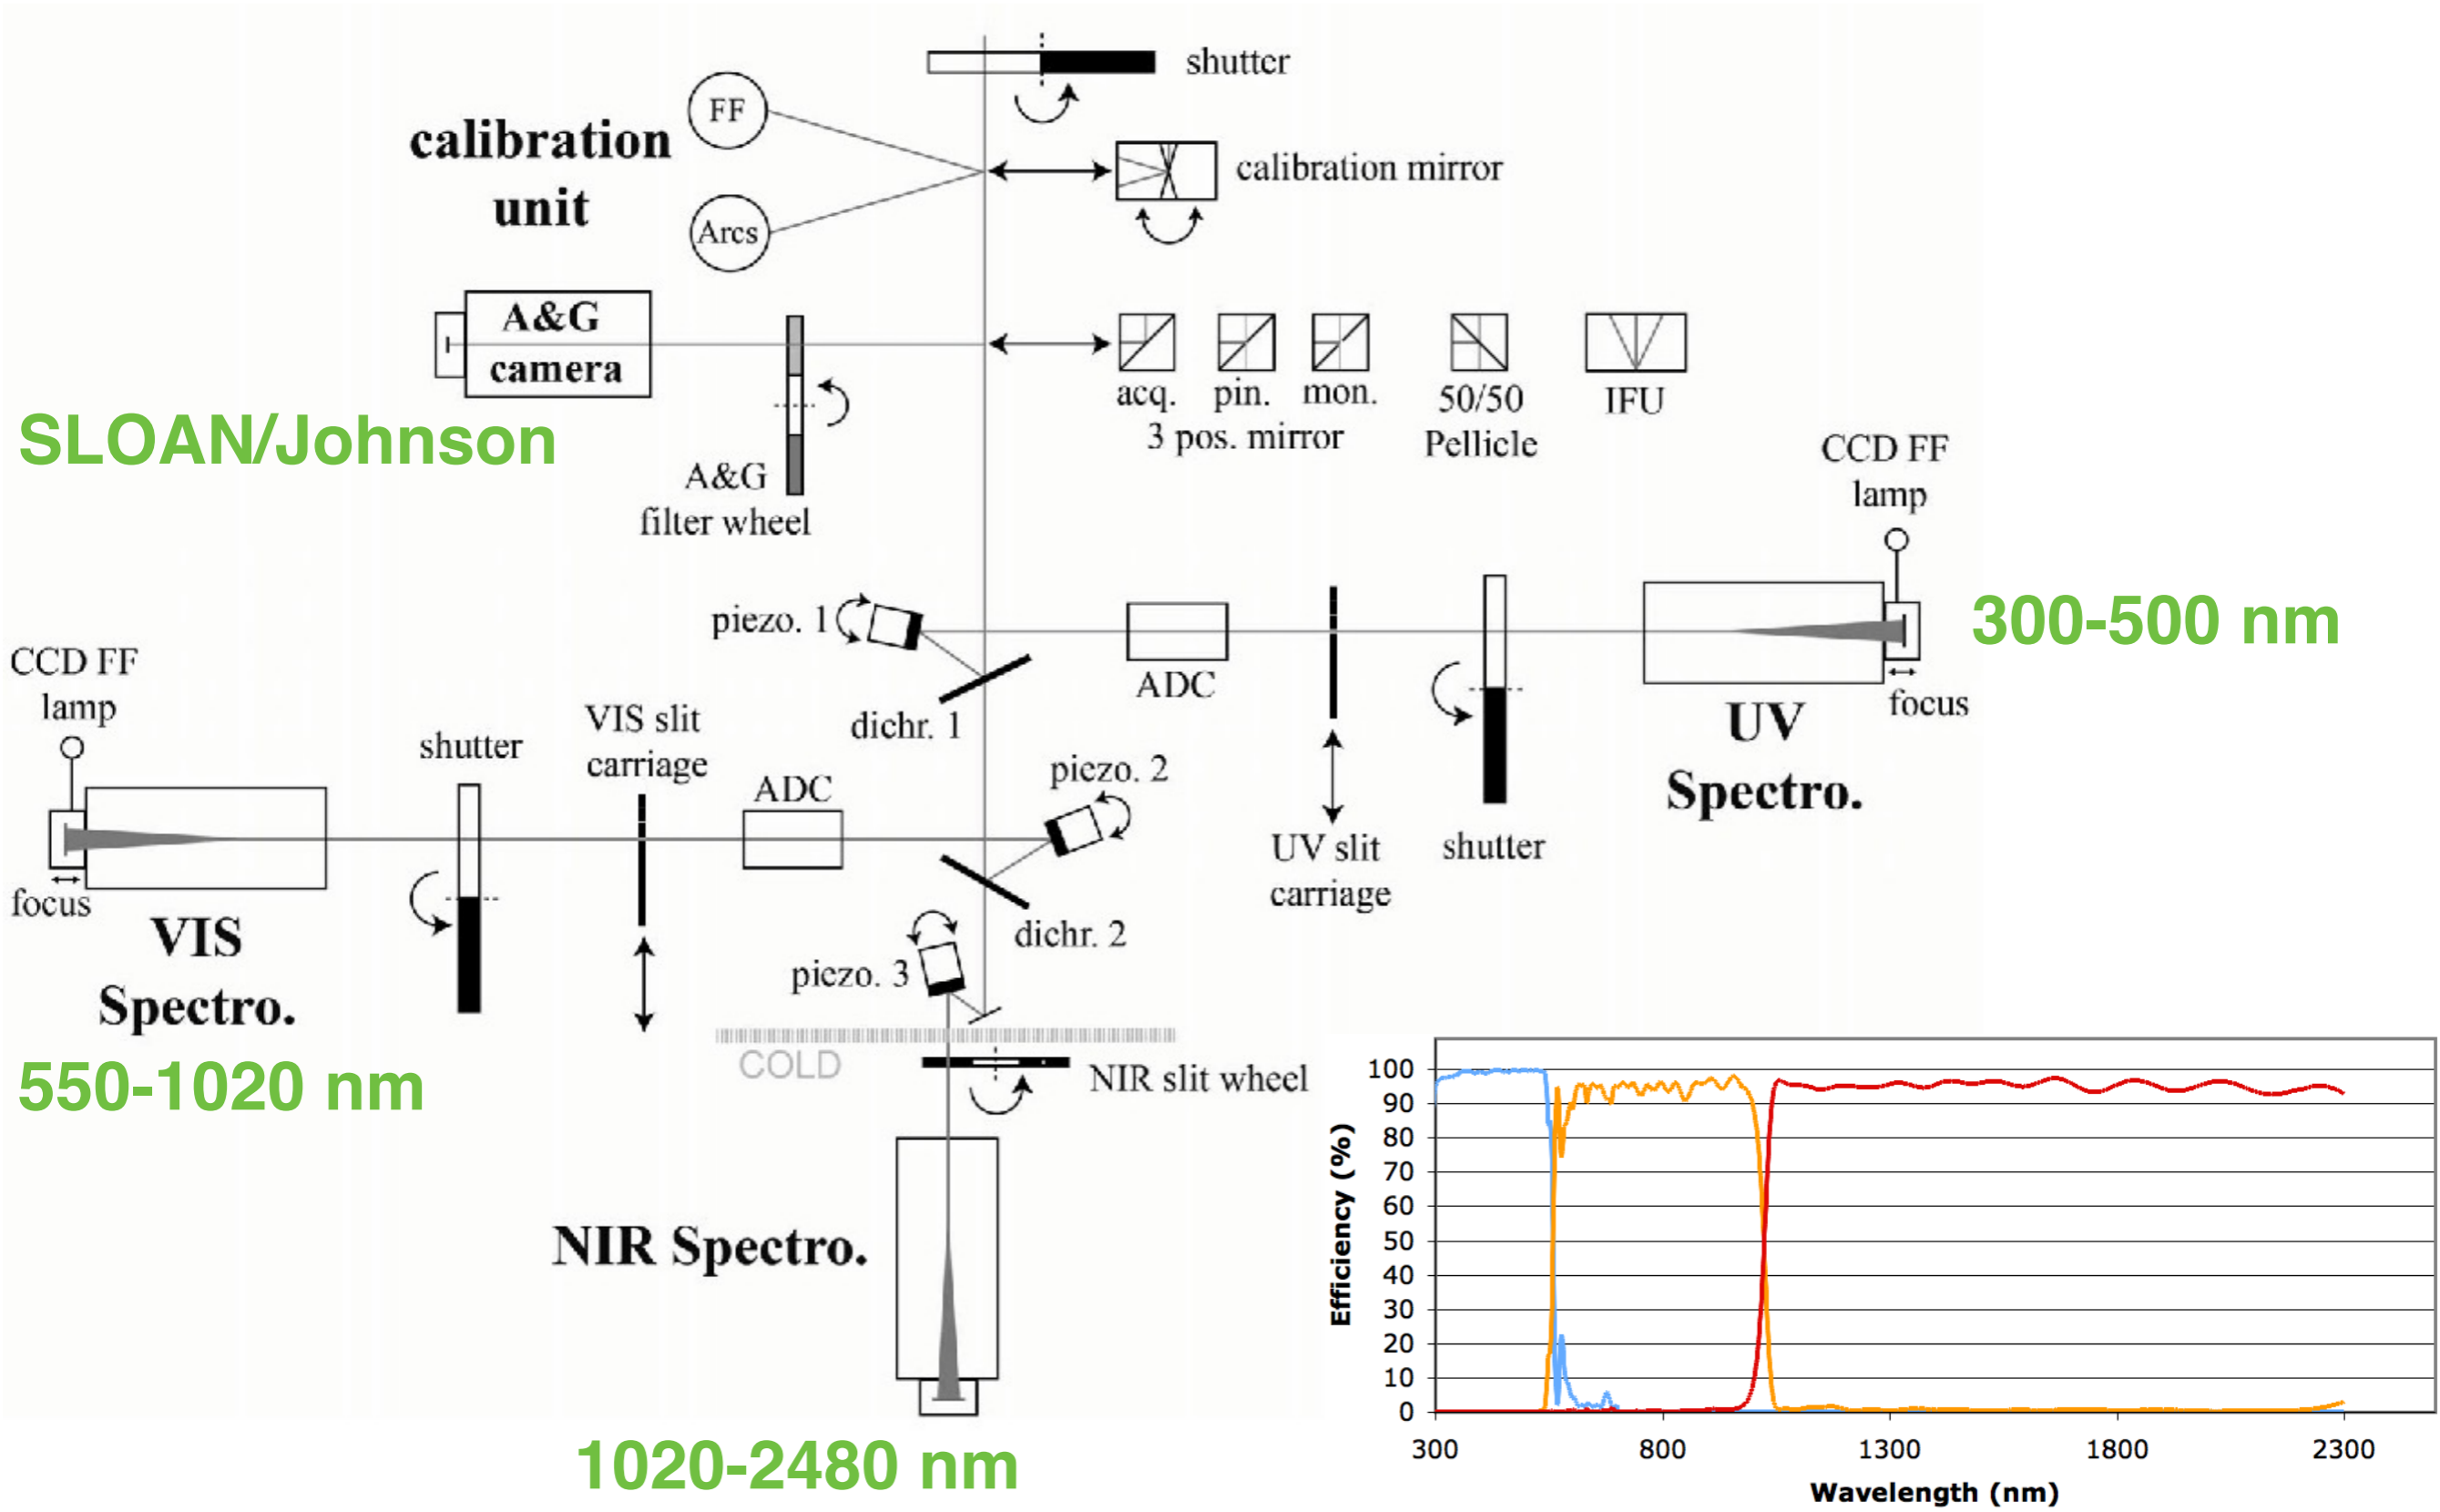 shutter
FF
calibration
unit
calibration mirror
Arcs
A&G
camera
acq.
pin.
mon.
3 pos. mirror
50/50
Pellicle
IFU
SLOAN/Johnson
A&G
filter wheel
CCD FF
lamp
piezo. 1
ADC
300-500 nm
focus
UV
Spectro.
dichr. 1
CCD FF
lamp
shutter
VIS slit
carriage
ADC
piezo. 2
UV slit
carriage
shutter
focus
VIS
Spectro.
dichr. 2
piezo. 3
COLD
NIR slit wheel
550-1020 nm
NIR Spectro.
1020-2480 nm
100
90
80
70
60
50
40
30
20
10
0
Efficiency (%)
300
800
1300
1800
2300
Wavelength (nm)